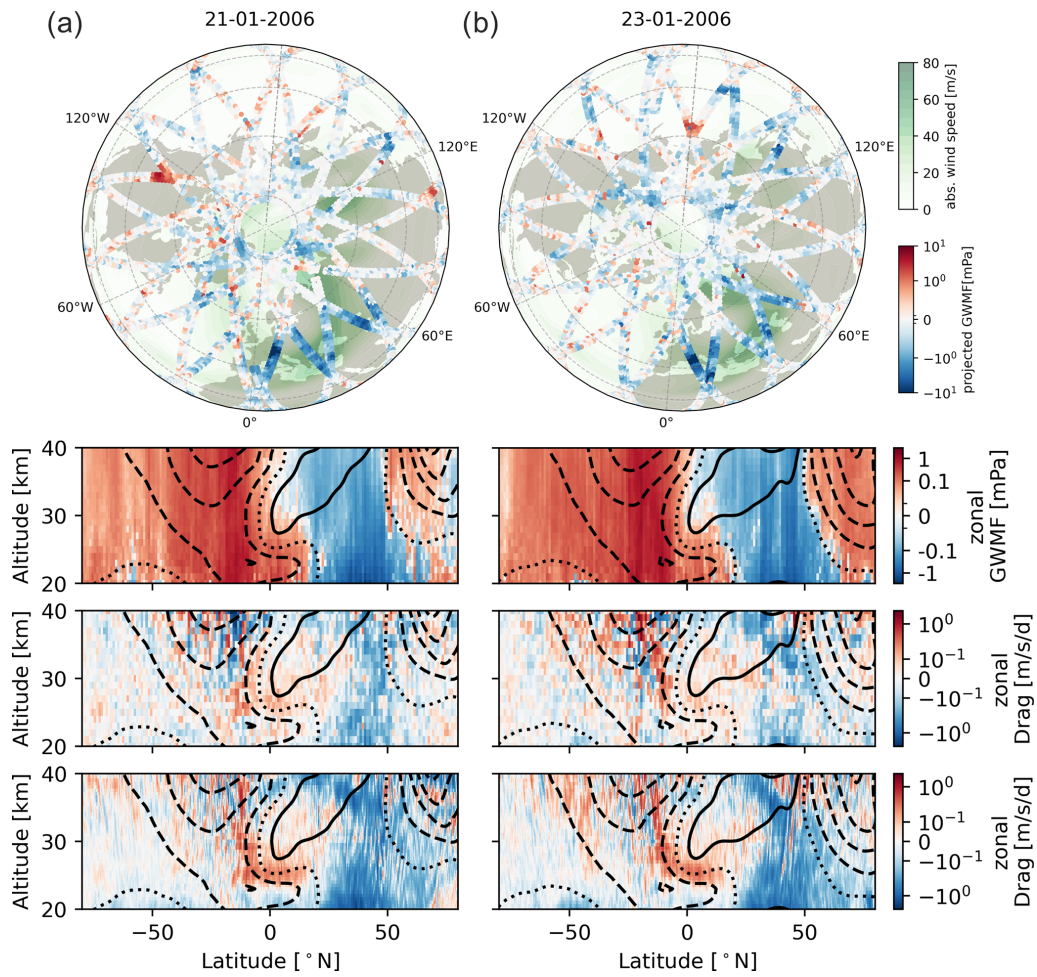 (a) 21-01-2006
(b) 23-01-2006
120°W
120°E
60°W
60°E
0°
120°W
120°E
60°W
60°E
0°
80
60
40
20
0
abs. wind speed [m/s]
10¹
10⁰
0
−10⁰
−10¹
projected GWMF[mPa]
40
30
20
Altitude [km]
1
0.1
0
-0.1
-1
zonal
GWMF [mPa]
40
30
20
Altitude [km]
10⁰
10⁻¹
0
−10⁻¹
−10⁰
zonal
Drag [m/s/d]
40
30
20
Altitude [km]
10⁰
10⁻¹
0
−10⁻¹
−10⁰
zonal
Drag [m/s/d]
−50 0 50
Latitude [°N]
−50 0 50
Latitude [°N]